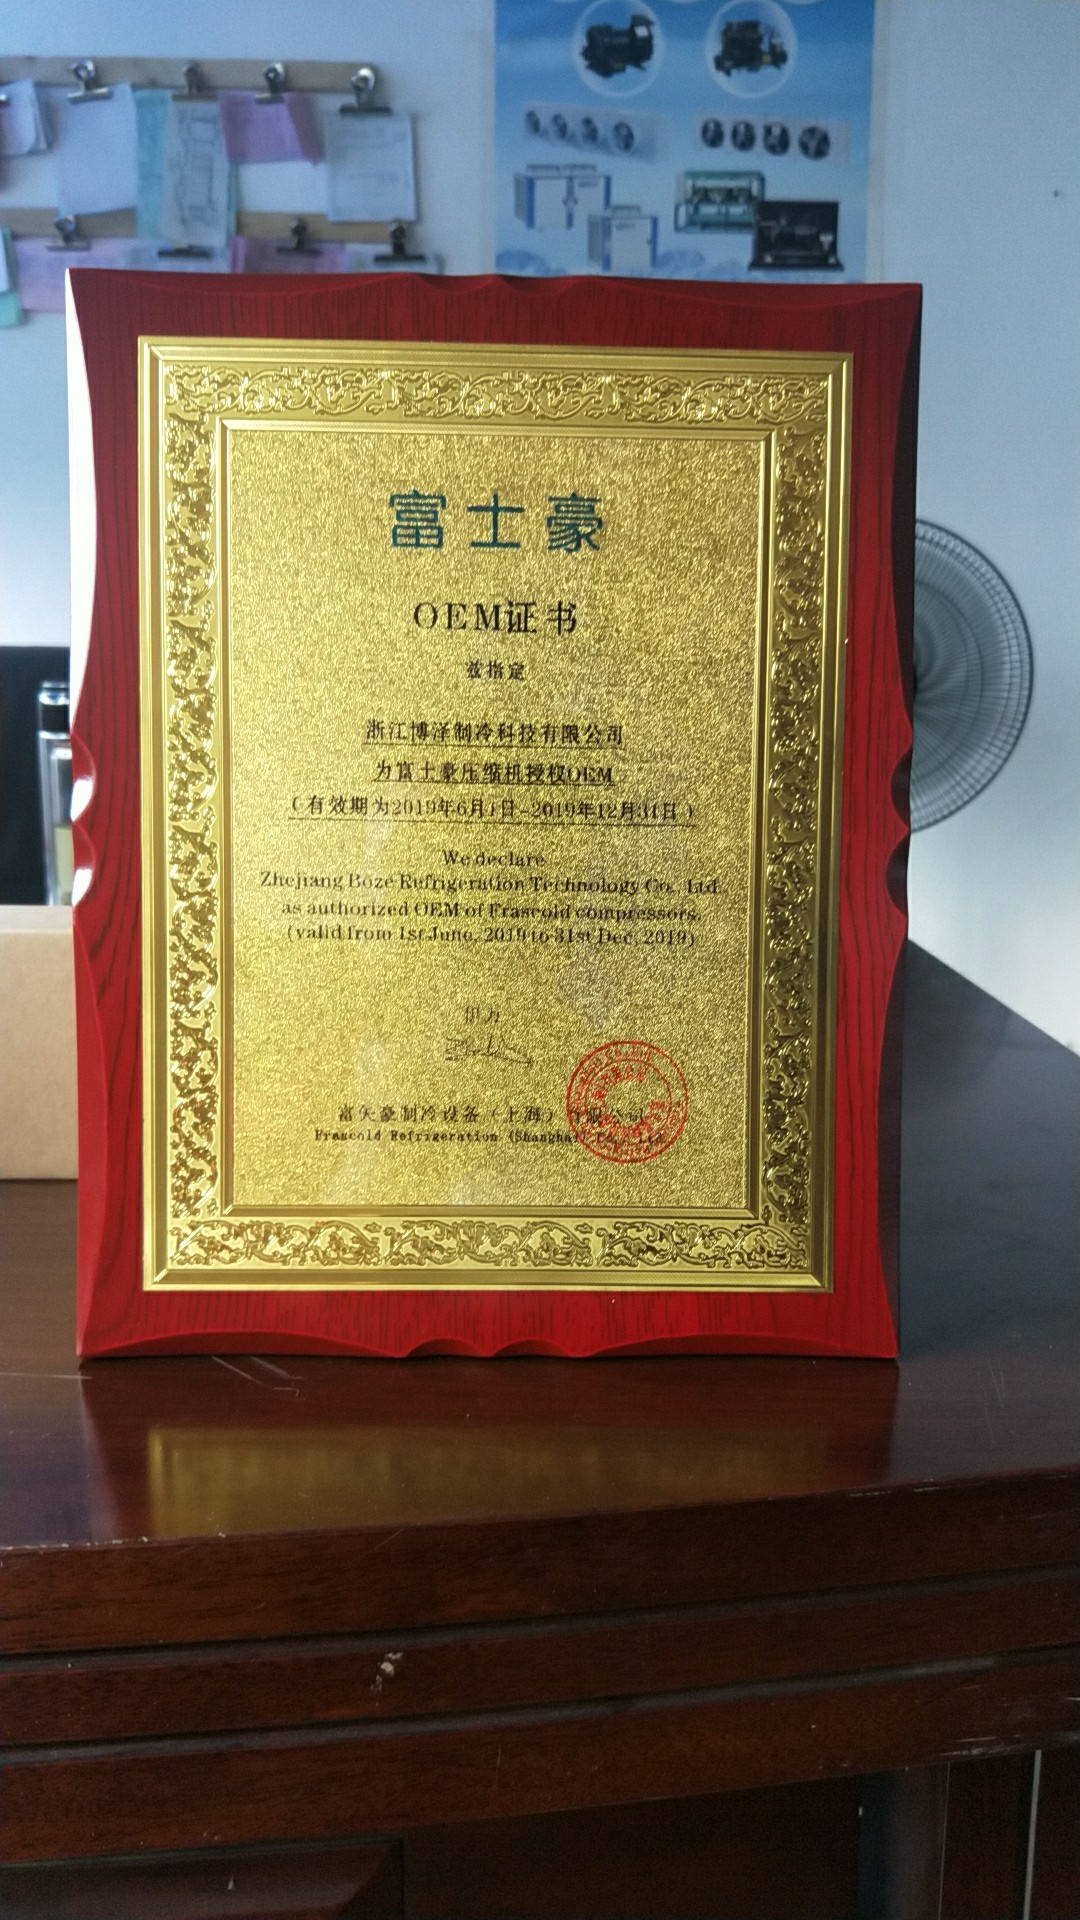 富士豪
OEM证书
兹指定
浙江博泽制冷科技有限公司
为富士豪压缩机授权OEM
（有效期为2019年6月1日-2019年12月31日）
We declare
Zhejiang Boze Refrigeration Technology Co., Ltd
as authorized OEM of Frascold compressors.
(valid from 1st June, 2019 to 31st Dec, 2019)
伊万
富士豪制冷设备（上海）有限公司
Frascold Refrigeration (Shanghai) Co., Ltd.